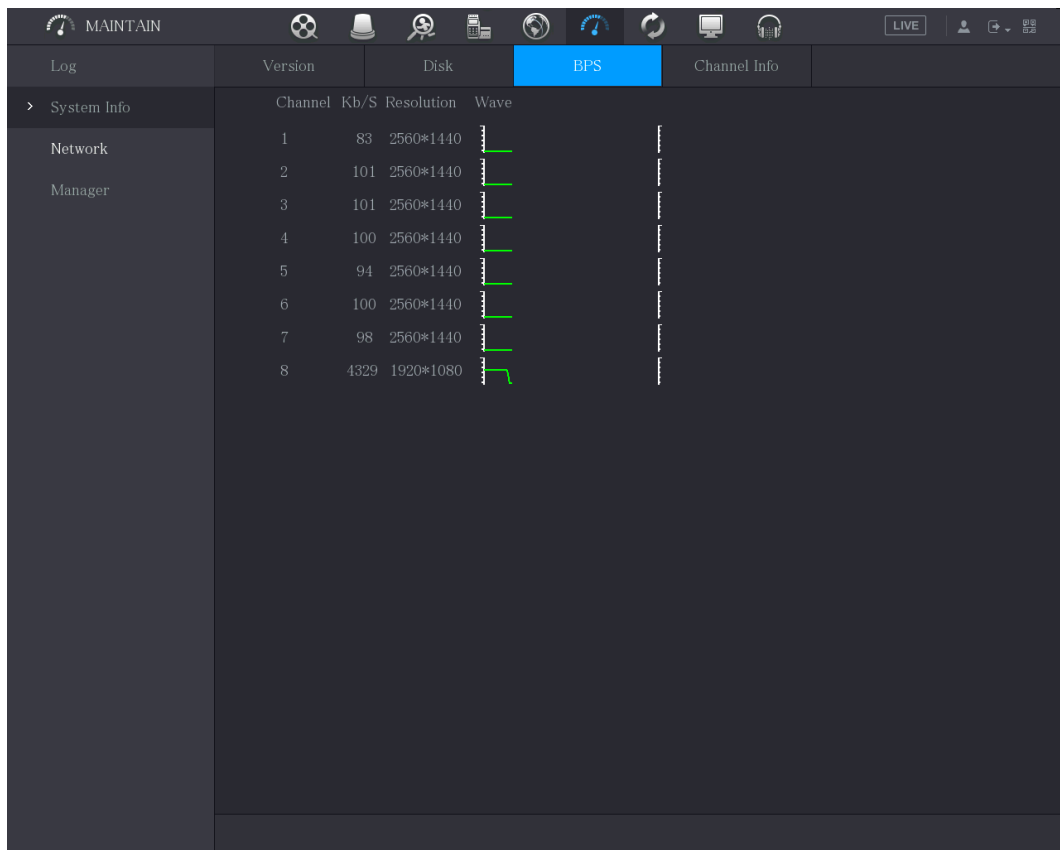 MAINTAIN LIVE
Log Version Disk BPS Channel Info
System Info
Network
Manager
Channel Kb/S Resolution Wave
1 83 2560*1440
2 101 2560*1440
3 101 2560*1440
4 100 2560*1440
5 94 2560*1440
6 100 2560*1440
7 98 2560*1440
8 4329 1920*1080